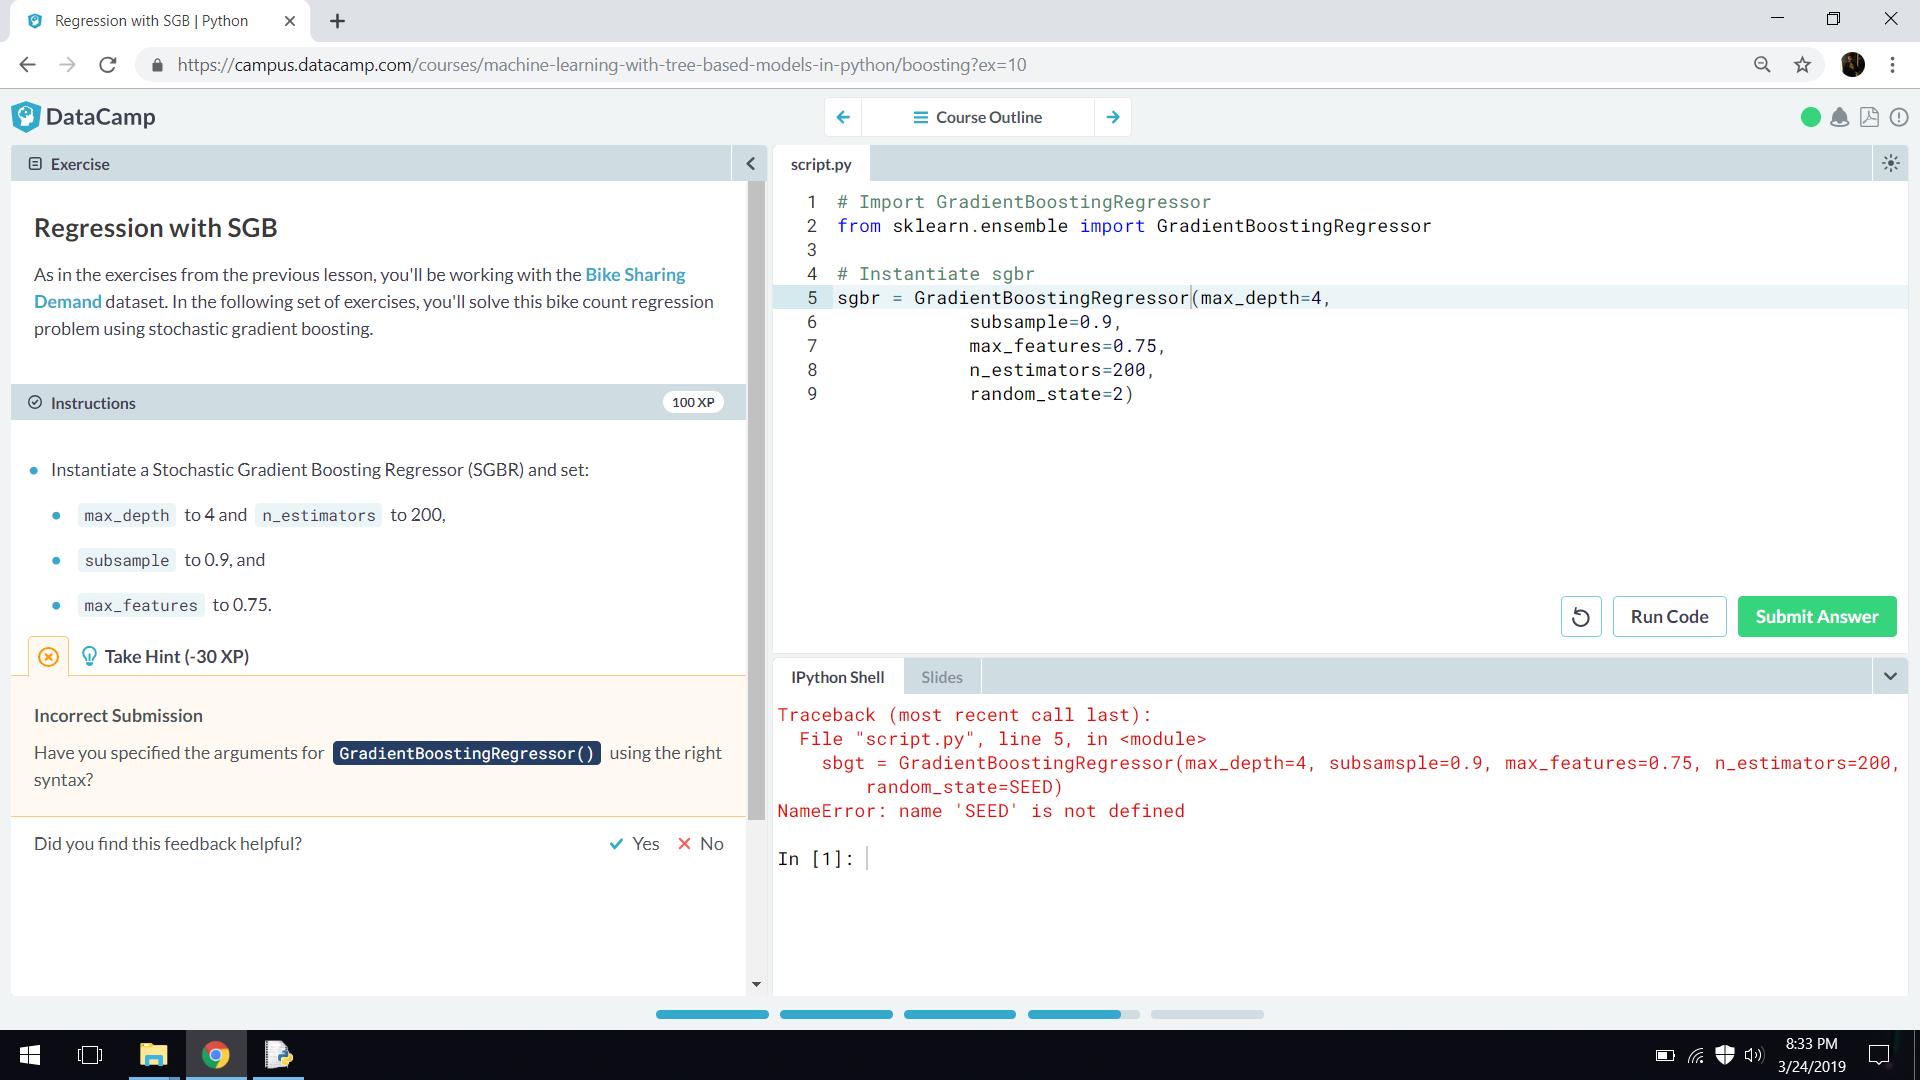 Regression with SGB | Python
https://campus.datacamp.com/courses/machine-learning-with-tree-based-models-in-python/boosting?ex=10
DataCamp
Course Outline
Exercise
Regression with SGB
As in the exercises from the previous lesson, you'll be working with the Bike Sharing
Demand dataset. In the following set of exercises, you'll solve this bike count regression
problem using stochastic gradient boosting.
Instructions
100 XP
Instantiate a Stochastic Gradient Boosting Regressor (SGBR) and set:
max_depth to 4 and n_estimators to 200,
subsample to 0.9, and
max_features to 0.75.
Take Hint (-30 XP)
Incorrect Submission
Have you specified the arguments for GradientBoostingRegressor() using the right
syntax?
Did you find this feedback helpful?
Yes
No
script.py
1 # Import GradientBoostingRegressor
2 from sklearn.ensemble import GradientBoostingRegressor
3
4 # Instantiate sgbr
5 sgbr = GradientBoostingRegressor(max_depth=4,
6 subsample=0.9,
7 max_features=0.75,
8 n_estimators=200,
9 random_state=2)
Run Code
Submit Answer
IPython Shell
Slides
Traceback (most recent call last):
File "script.py", line 5, in <module>
sbgt = GradientBoostingRegressor(max_depth=4, subsamsple=0.9, max_features=0.75, n_estimators=200,
random_state=SEED)
NameError: name 'SEED' is not defined
In [1]:
8:33 PM
3/24/2019